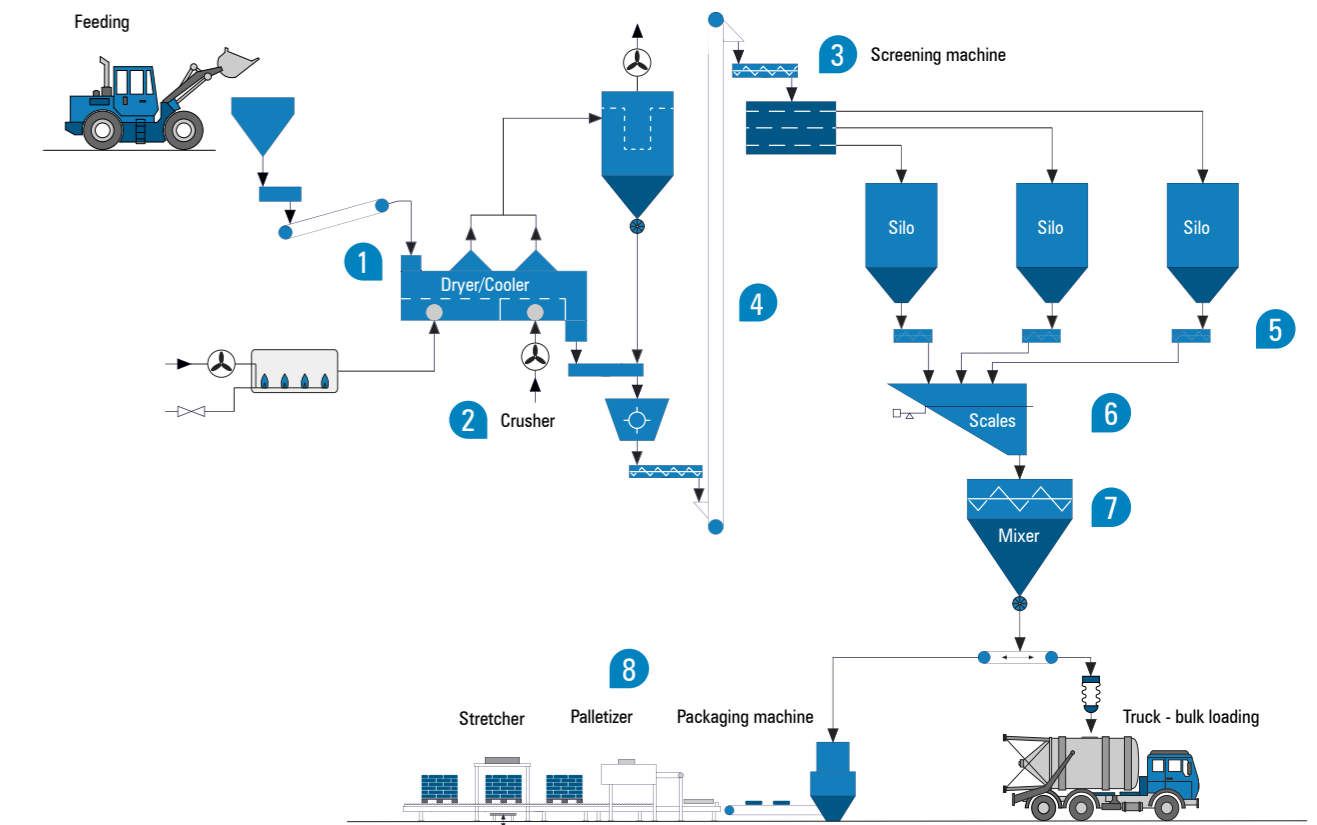 Feeding
3
Screening machine
Silo
Silo
Silo
1
Dryer/Cooler
4
5
2
Crusher
6
Scales
7
Mixer
8
Stretcher
Palletizer
Packaging machine
Truck - bulk loading